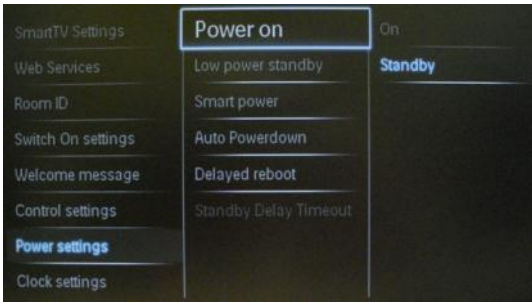 SmartTV Settings
Web Services
Room ID
Switch On settings
Welcome message
Control settings
Power settings
Clock settings
Power on
Low power standby
Smart power
Auto Powerdown
Delayed reboot
Standby Delay Timeout
On
Standby